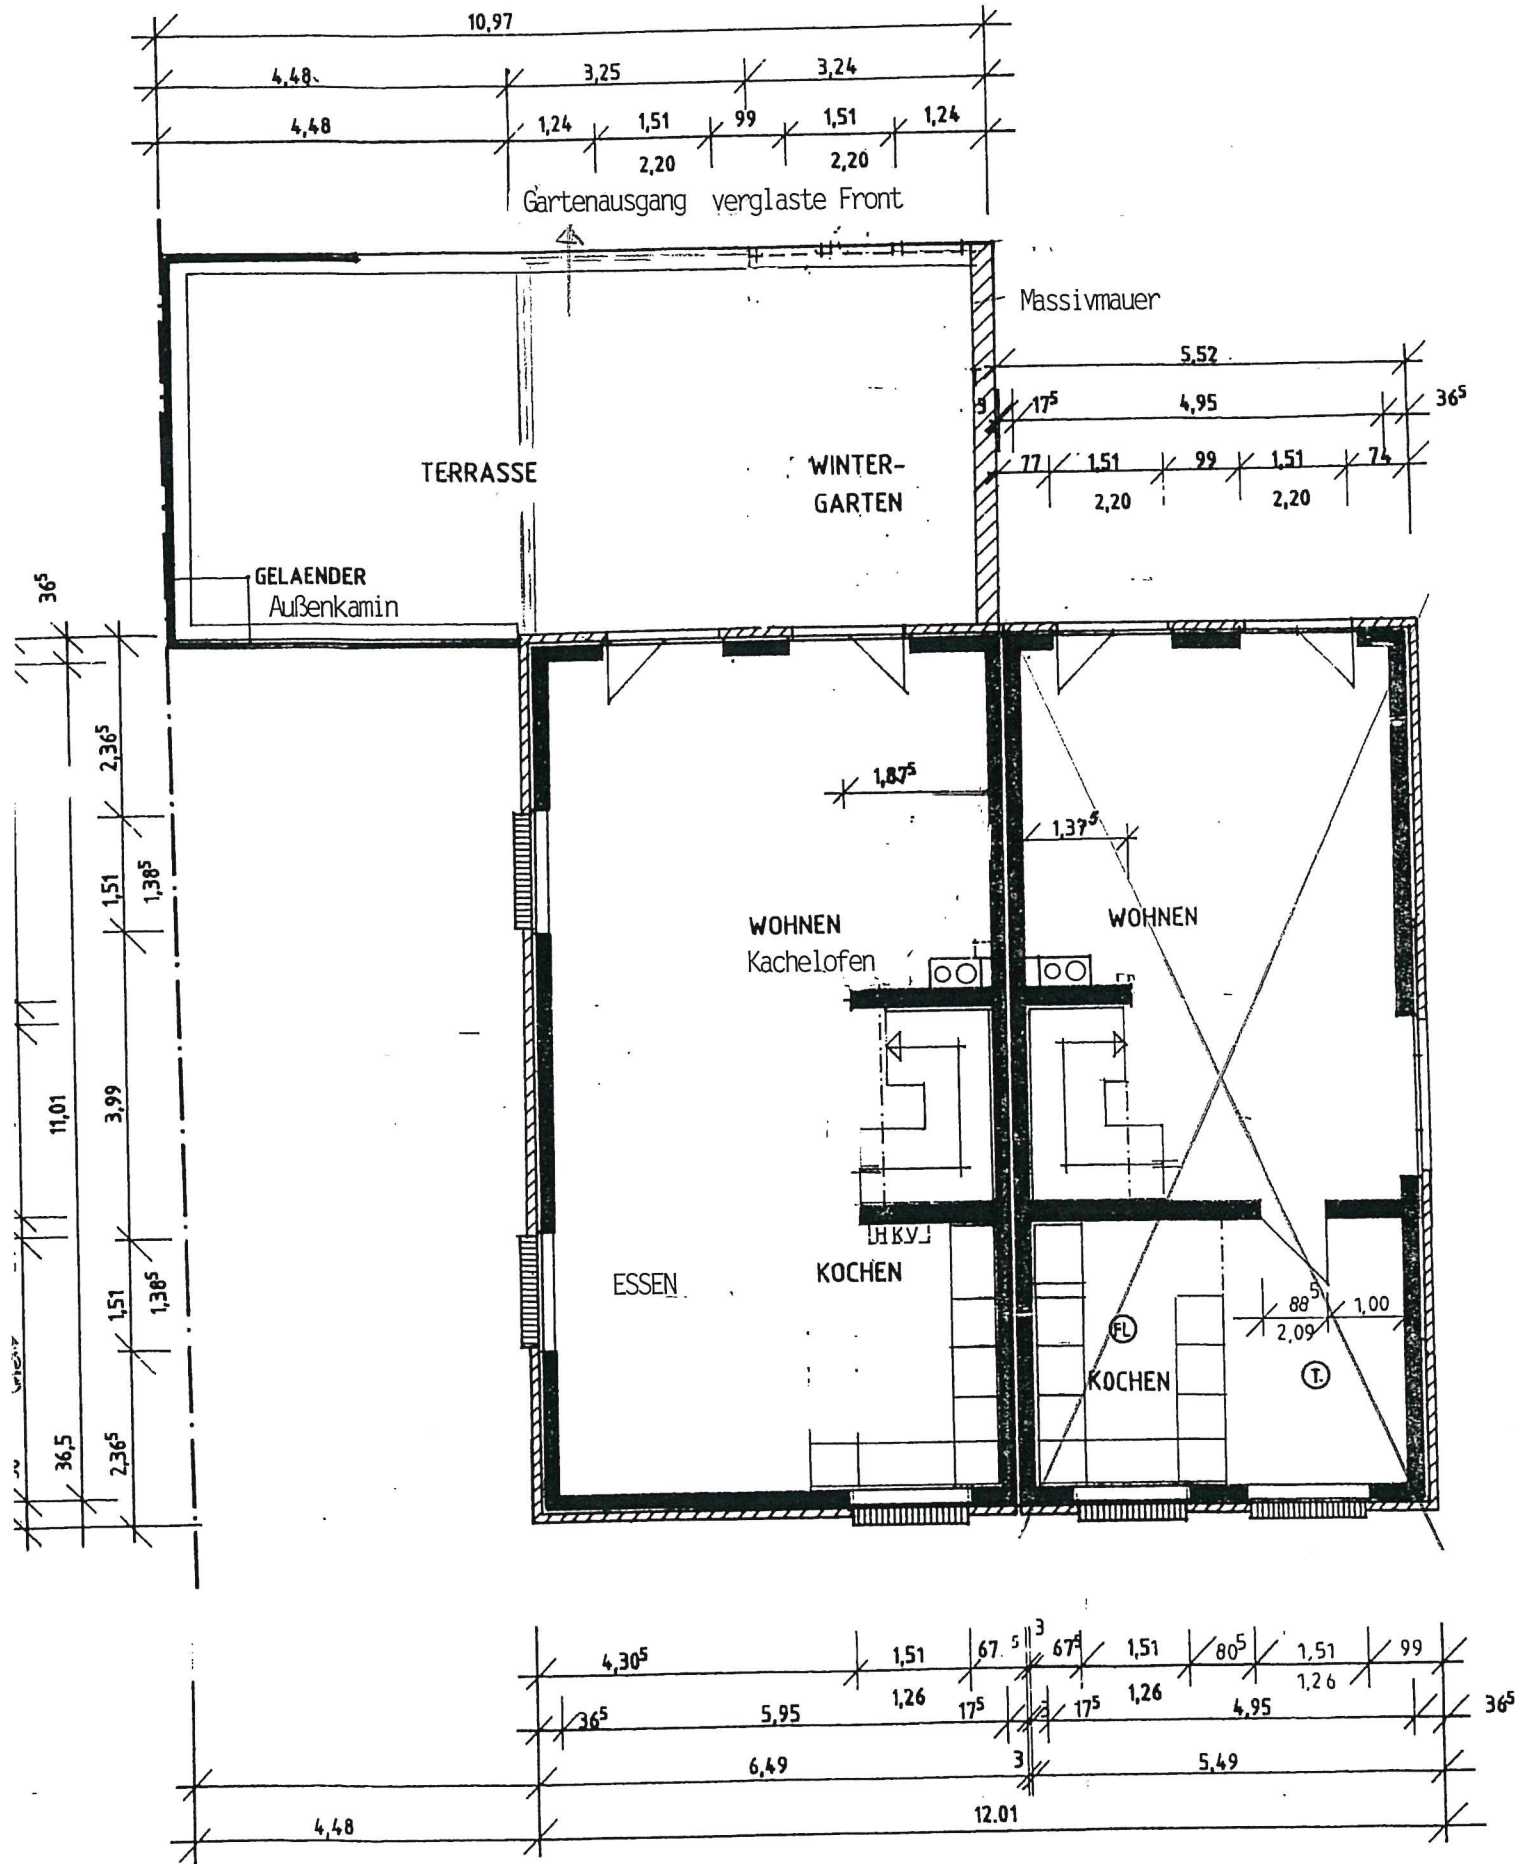 10,97
4,48 3,25 3,24
4,48 1,24 1,51 99 1,51 1,24
2,20 2,20
Gartenausgang verglaste Front
Massivmauer
5,52
3 17⁵ 4,95 36⁵
77 1,51 99 1,51 74
2,20 2,20
TERRASSE
WINTER-
GARTEN
GELAENDER
Außenkamin
36⁵
2,36⁵
1,51
1,38⁵
11,01
3,99
1,51
1,38⁵
36,5
2,36⁵
1,87⁵
1,37⁵
WOHNEN
Kachelofen
WOHNEN
HKV
ESSEN
KOCHEN
88⁵ 1,00
2,09
FL
T.
KOCHEN
4,30⁵ 1,51 67⁵ 3 67⁵ 1,51 80⁵ 1,51 99
1,26 1,26 1,26
36⁵ 5,95 17⁵ 3 17⁵ 4,95 36⁵
6,49 3 5,49
4,48 12.01